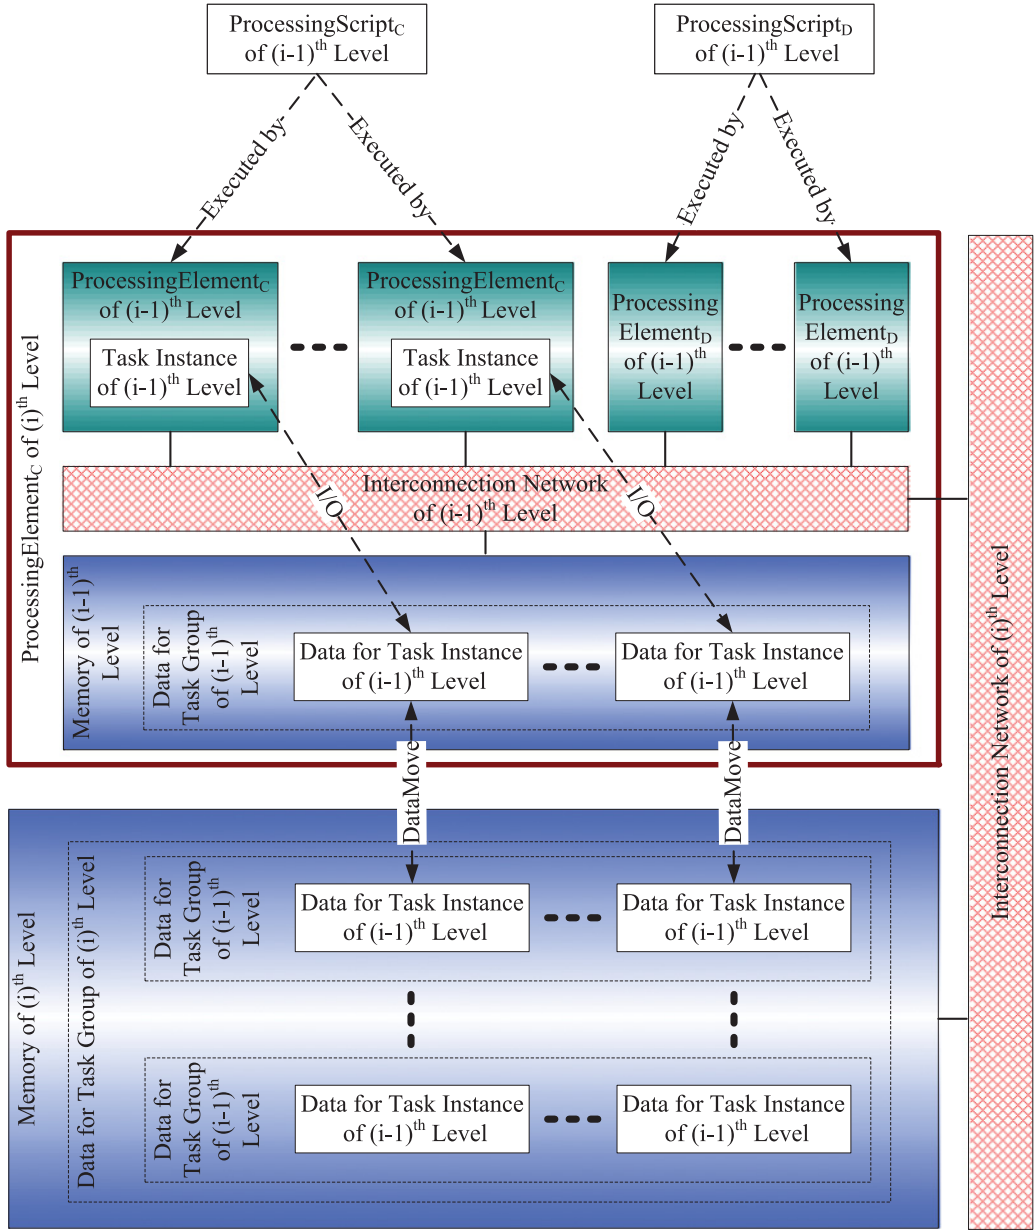 ProcessingScript_C
of (i-1)^th Level
ProcessingScript_D
of (i-1)^th Level
Executed by
Executed by
Executed by
Executed by
ProcessingElement_C of (i)^th Level
ProcessingElement_C
of (i-1)^th Level
Task Instance
of (i-1)^th Level
ProcessingElement_C
of (i-1)^th Level
Task Instance
of (i-1)^th Level
Processing
Element_D
of (i-1)^th
Level
Processing
Element_D
of (i-1)^th
Level
Interconnection Network
of (i-1)^th Level
I/O
I/O
Memory of (i-1)^th
Level
Data for
Task Group
of (i-1)^th
Level
Data for Task Instance
of (i-1)^th Level
Data for Task Instance
of (i-1)^th Level
DataMove
DataMove
Interconnection Network of (i)^th Level
Memory of (i)^th Level
Data for Task Group of (i)^th Level
Data for
Task Group
of (i-1)^th
Level
Data for Task Instance
of (i-1)^th Level
Data for Task Instance
of (i-1)^th Level
Data for
Task Group
of (i-1)^th
Level
Data for Task Instance
of (i-1)^th Level
Data for Task Instance
of (i-1)^th Level